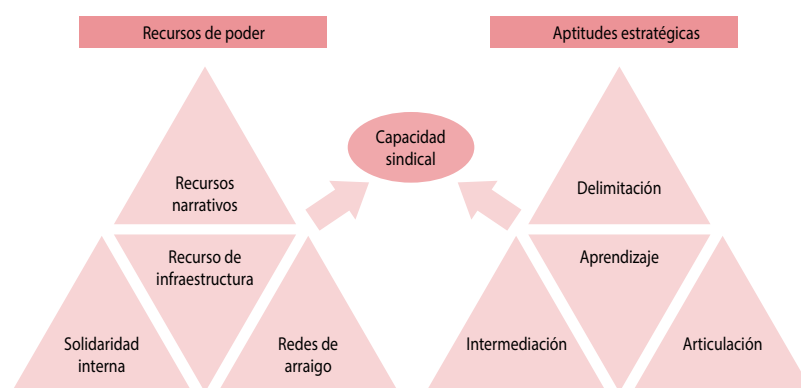 Recursos de poder
Aptitudes estratégicas
Capacidad
sindical
Recursos
narrativos
Delimitación
Recurso de
infraestructura
Aprendizaje
Solidaridad
interna
Redes de
arraigo
Intermediación
Articulación